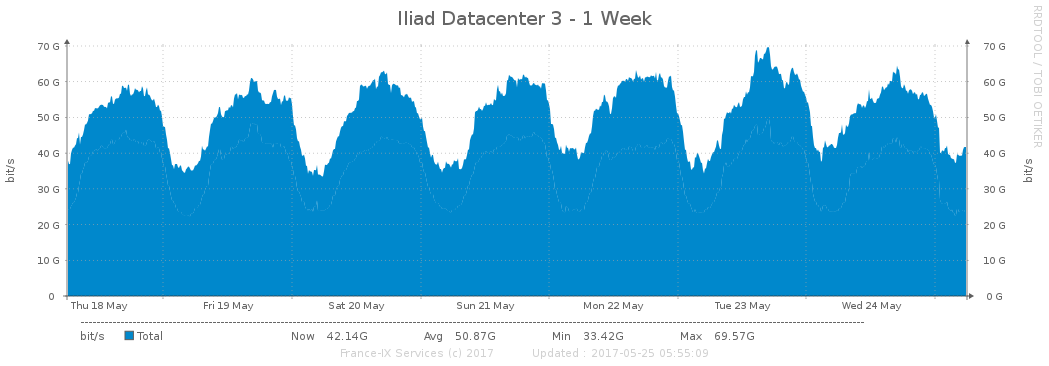 Iliad Datacenter 3 - 1 Week
RRDTOOL / TOBI OETIKER
70 G 70 G
60 G 60 G
50 G 50 G
40 G 40 G
30 G 30 G
20 G 20 G
10 G 10 G
0 0 G
bit/s bit/s
Thu 18 May Fri 19 May Sat 20 May Sun 21 May Mon 22 May Tue 23 May Wed 24 May
bit/s Total Now 42.14G Avg 50.87G Min 33.42G Max 69.57G
France-IX Services (c) 2017 Updated : 2017-05-25 05:55:09